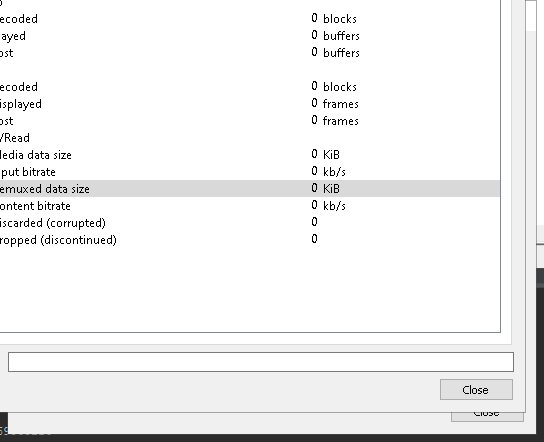 ecoded 0 blocks
ayed 0 buffers
ost 0 buffers
ecoded 0 blocks
isplayed 0 frames
ost 0 frames
/Read
ledia data size 0 KiB
put bitrate 0 kb/s
emuxed data size 0 KiB
ontent bitrate 0 kb/s
iscarded (corrupted) 0
ropped (discontinued) 0
Close
Close